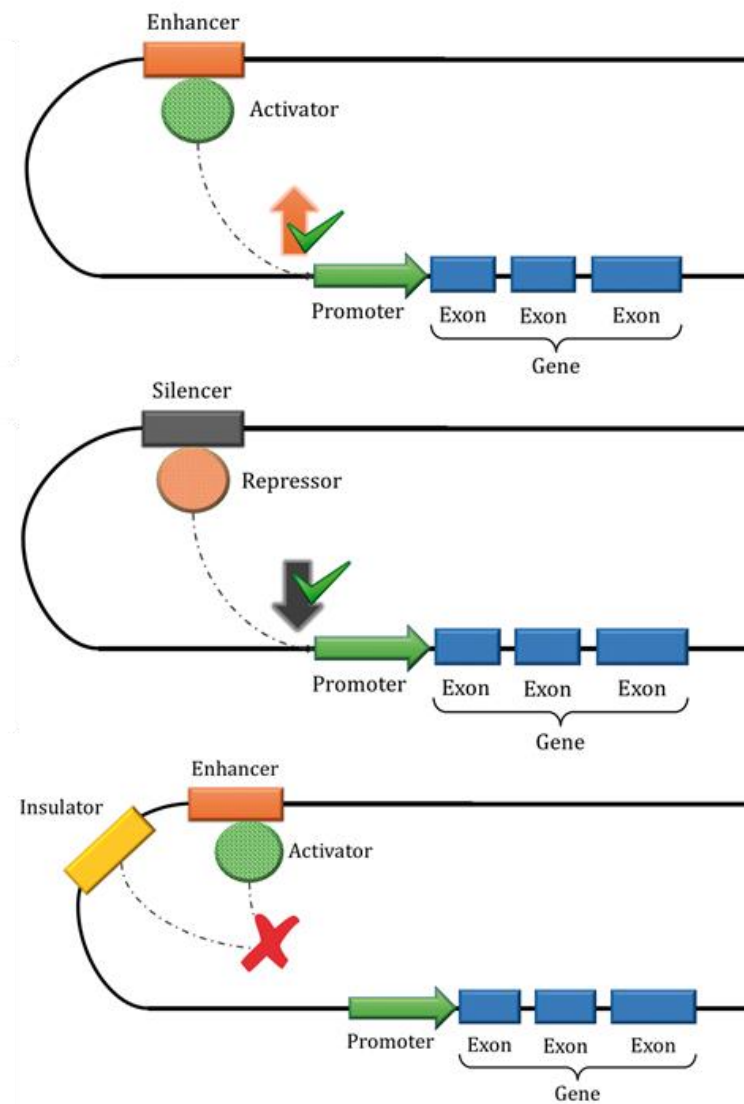 Enhancer
Activator
Promoter
Exon Exon Exon
Gene
Silencer
Repressor
Promoter
Exon Exon Exon
Gene
Enhancer
Insulator
Activator
Promoter
Exon Exon Exon
Gene